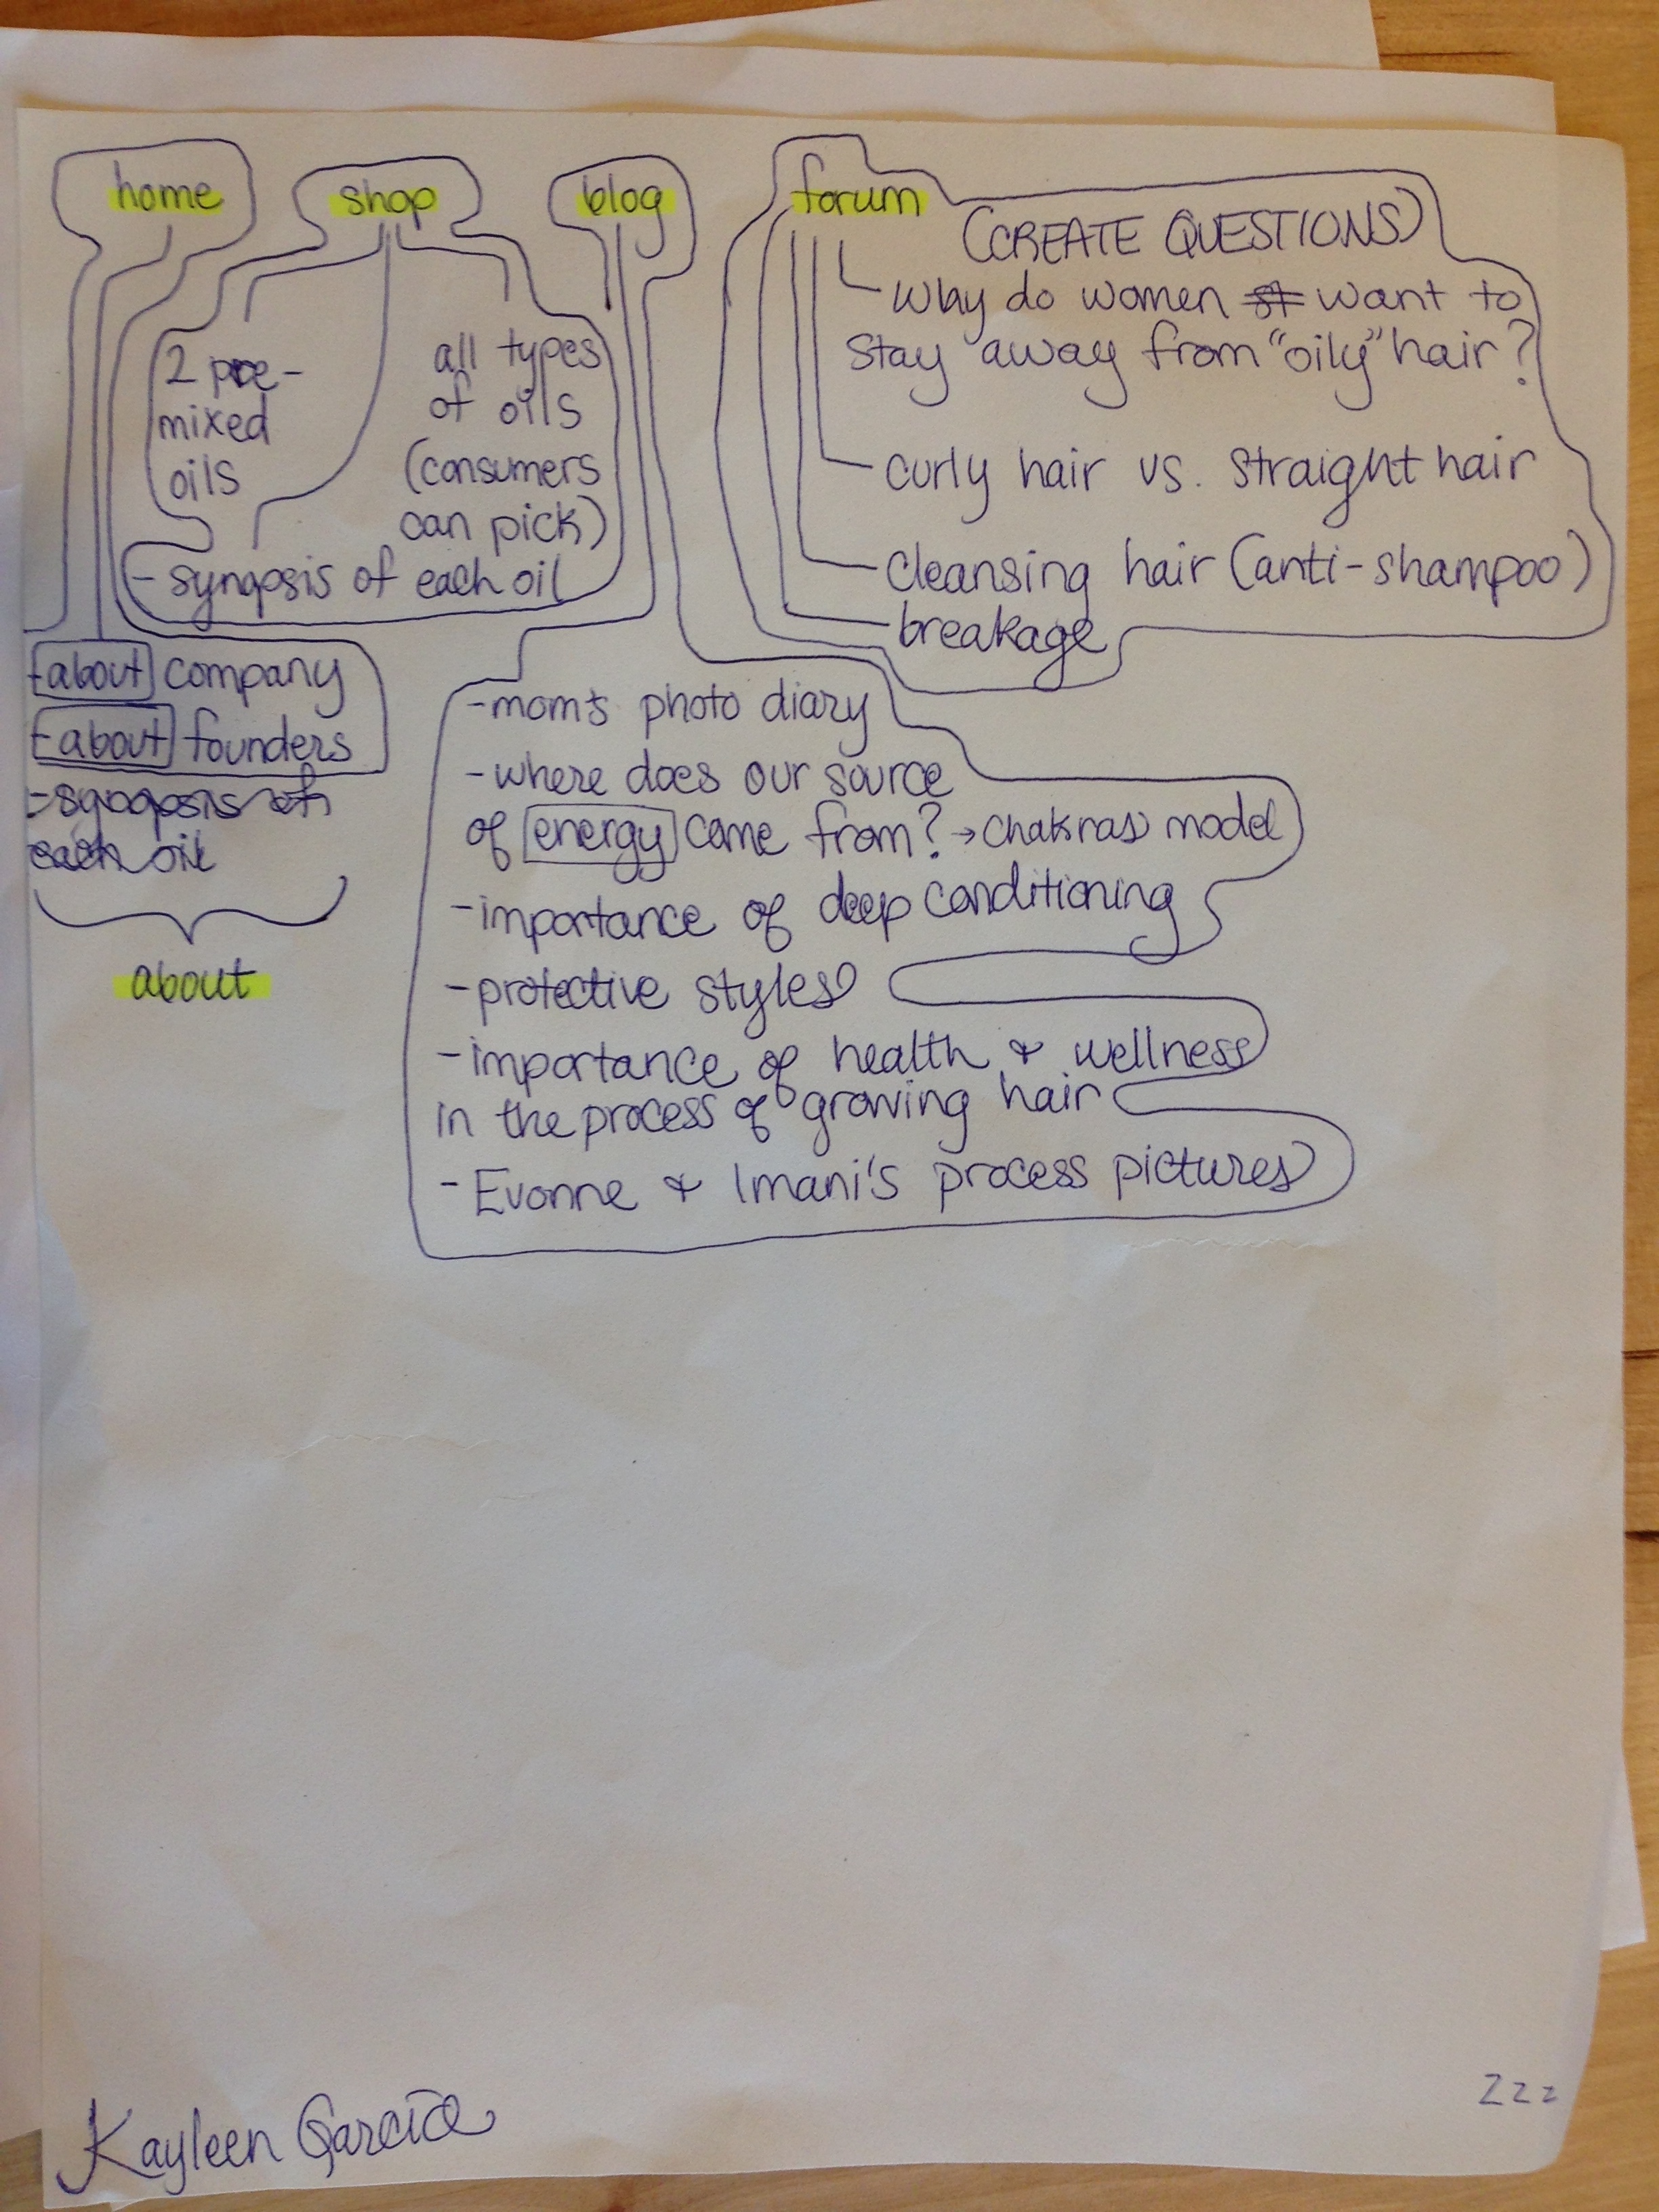 home
shop
blog
forum
(CREATE QUESTIONS)
why do women st want to
stay away from "oily" hair?
curly hair vs. straight hair
cleansing hair (anti-shampoo)
breakage
2 pre-
mixed
oils
all types
of oils
(consumers
can pick)
- synopsis of each oil
- about company
- about founders
- synopsis of
each oil
about
- mom's photo diary
- where does our source
of energy come from? → chakras model
- importance of deep conditioning
- protective styles
- importance of health & wellness
in the process of growing hair
- Evonne & Imani's process pictures
Kayleen Garcia
Zzz